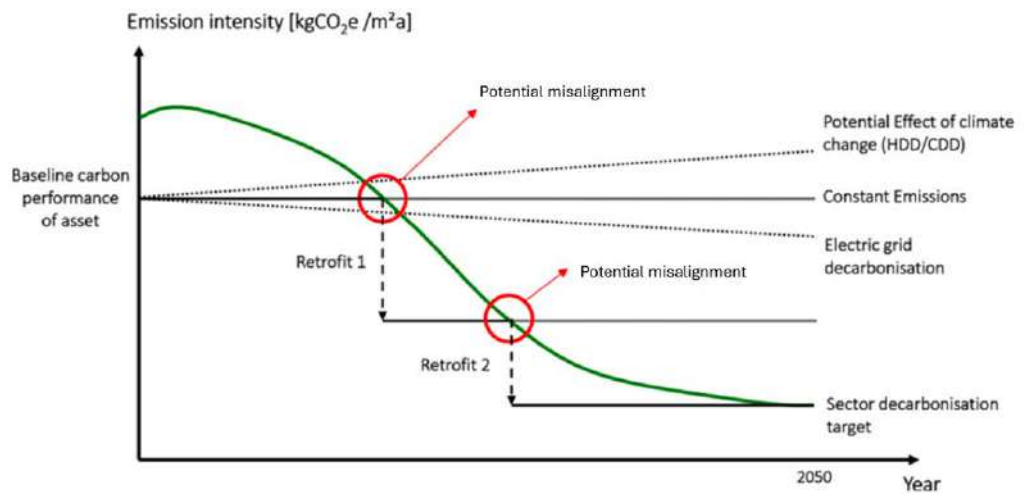 Emission intensity [kgCO₂e /m²a]
Potential misalignment
Potential Effect of climate
change (HDD/CDD)
Baseline carbon
performance
of asset
Constant Emissions
Electric grid
decarbonisation
Retrofit 1
Potential misalignment
Retrofit 2
Sector decarbonisation
target
2050
Year